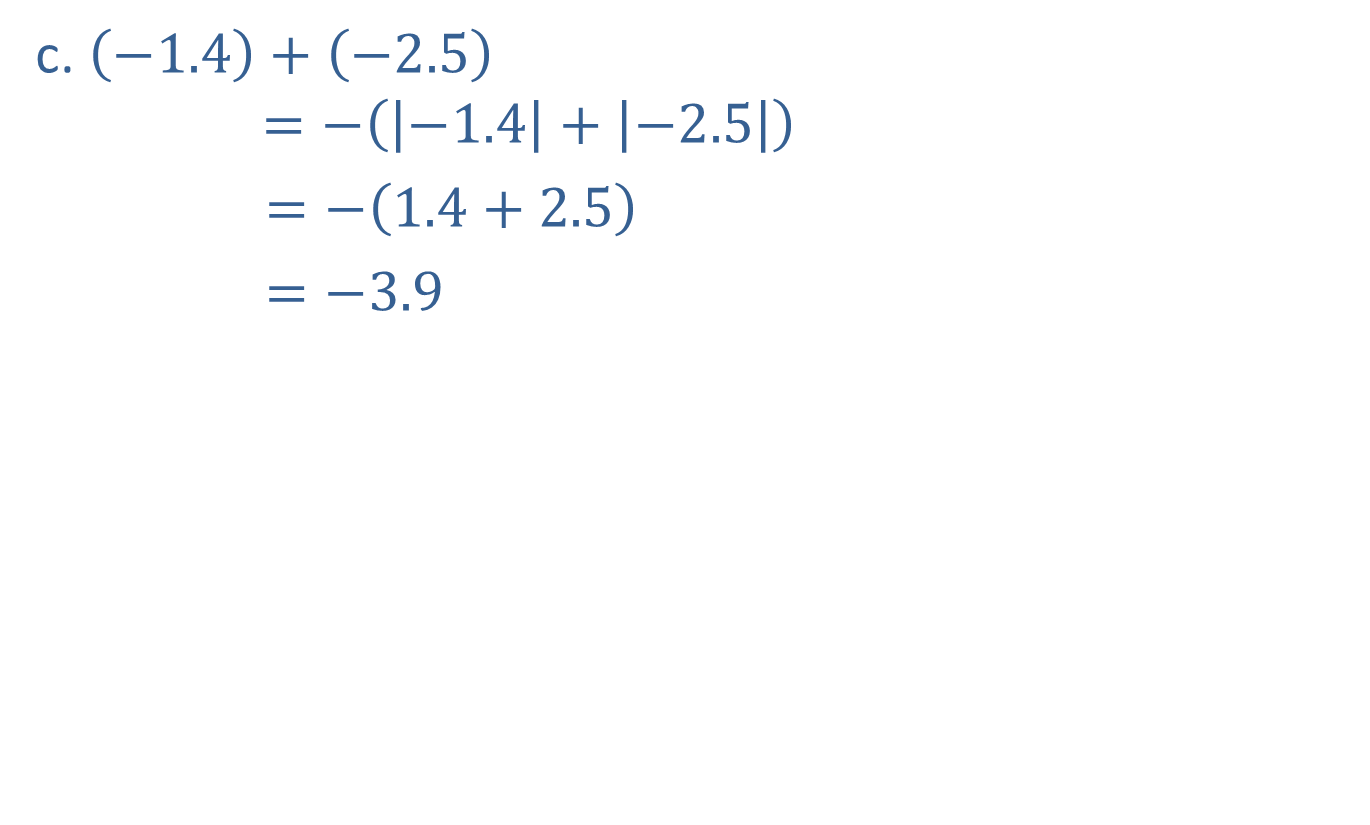 c. (−1.4) + (−2.5)
= −(|−1.4| + |−2.5|)
= −(1.4 + 2.5)
= −3.9